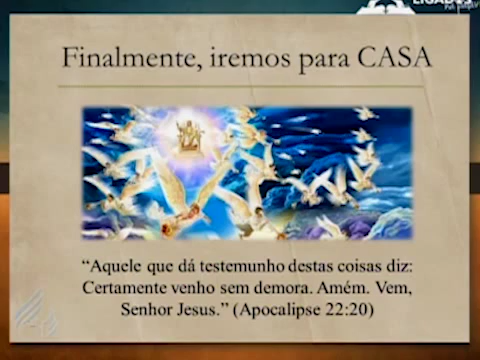 Finalmente, iremos para CASA
“Aquele que dá testemunho destas coisas diz:
Certamente venho sem demora. Amém. Vem,
Senhor Jesus.” (Apocalipse 22:20)